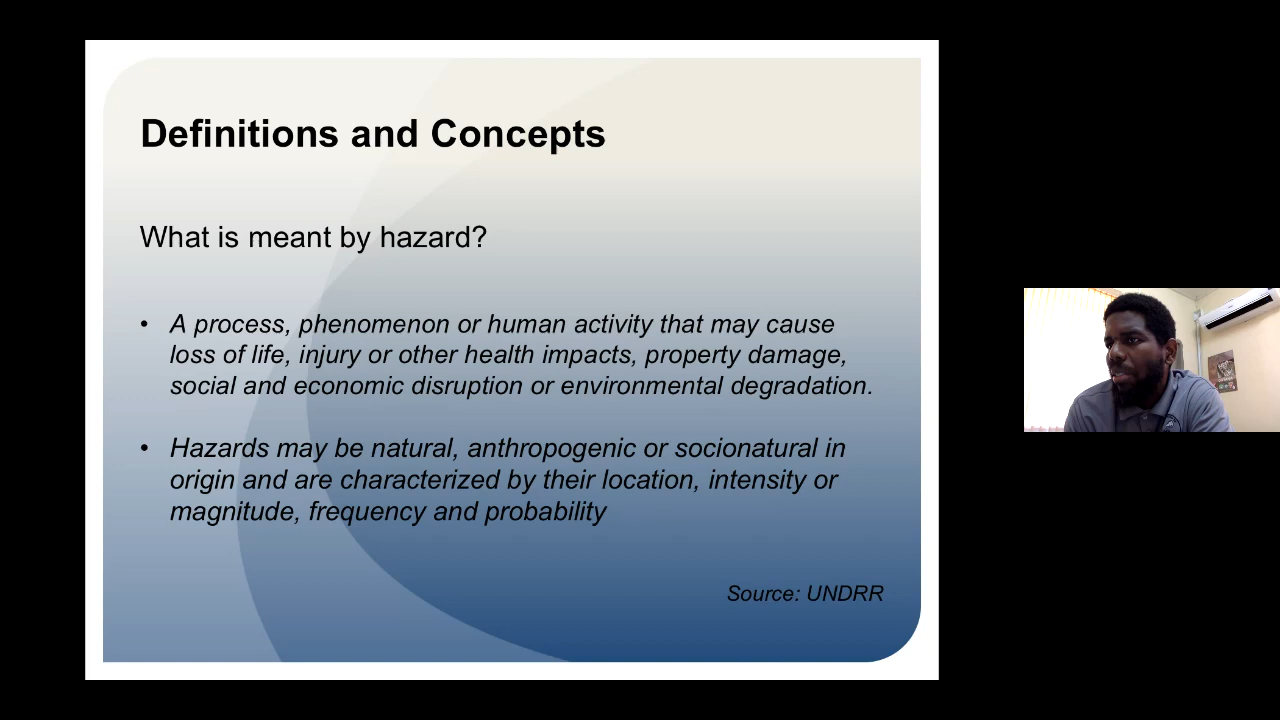 Definitions and Concepts
What is meant by hazard?
• A process, phenomenon or human activity that may cause
loss of life, injury or other health impacts, property damage,
social and economic disruption or environmental degradation.
• Hazards may be natural, anthropogenic or socionatural in
origin and are characterized by their location, intensity or
magnitude, frequency and probability
Source: UNDRR